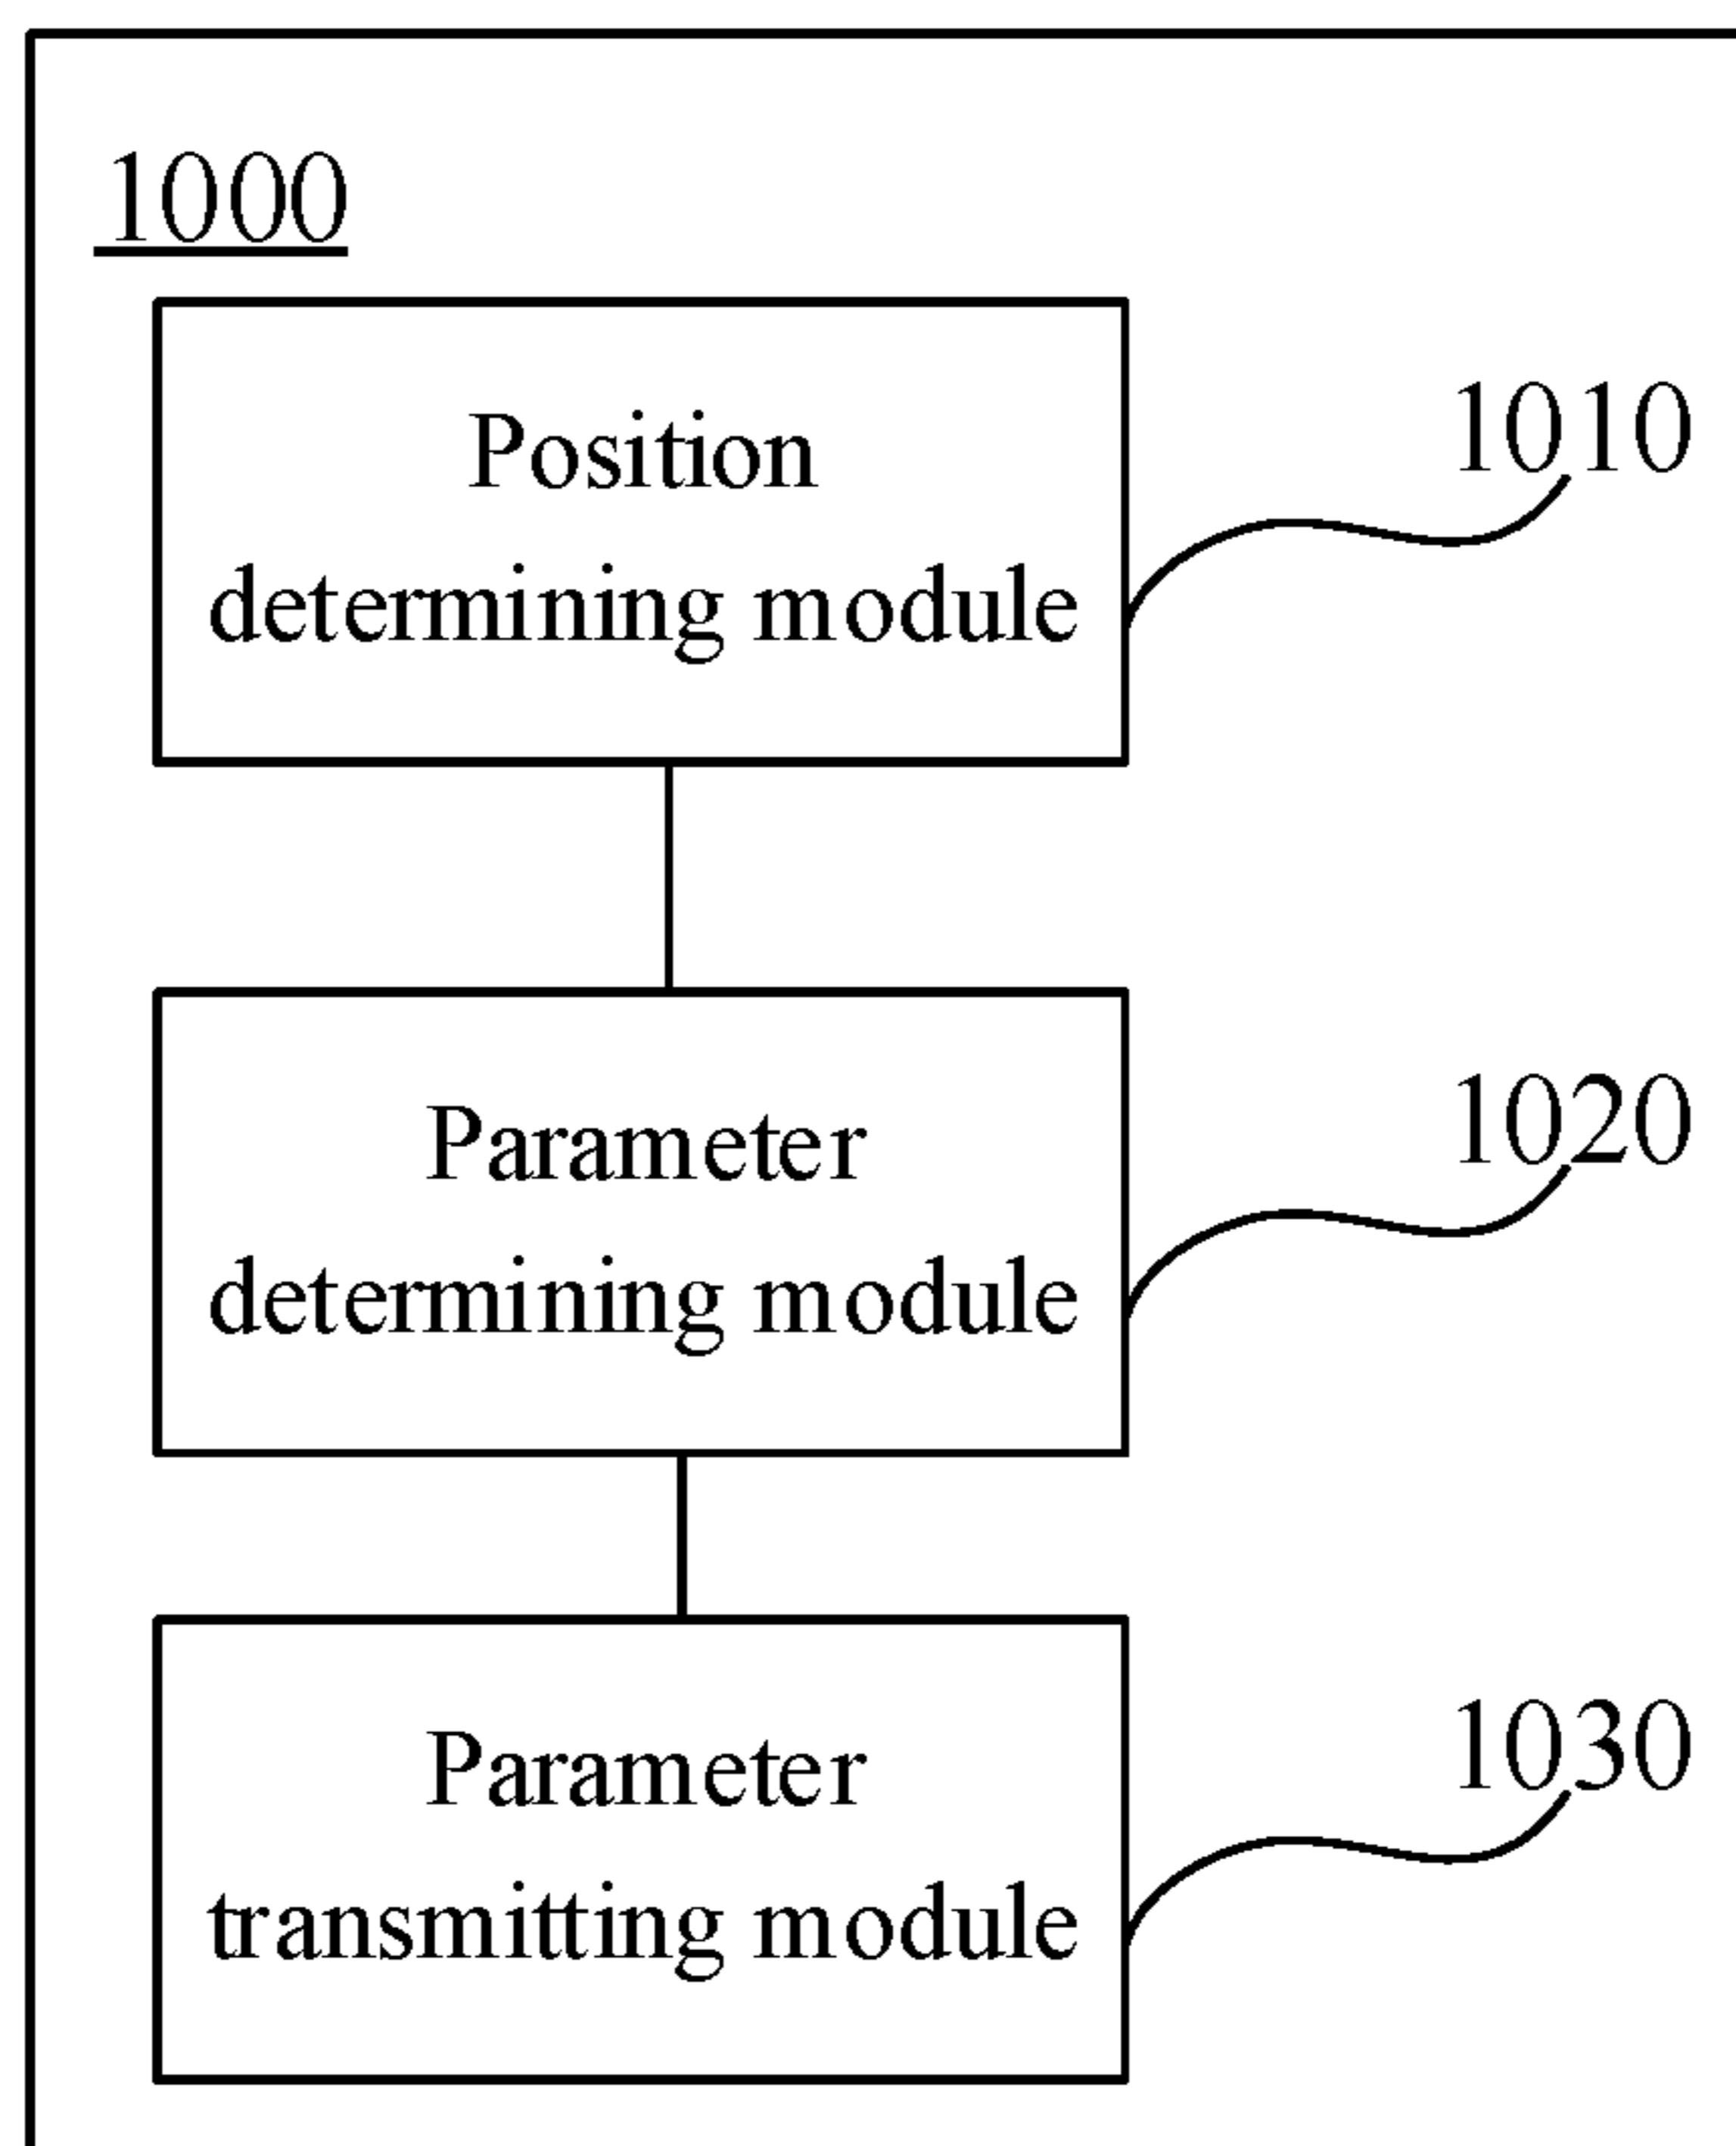 1000
Position
determining module
1010
Parameter
determining module
1020
Parameter
transmitting module
1030